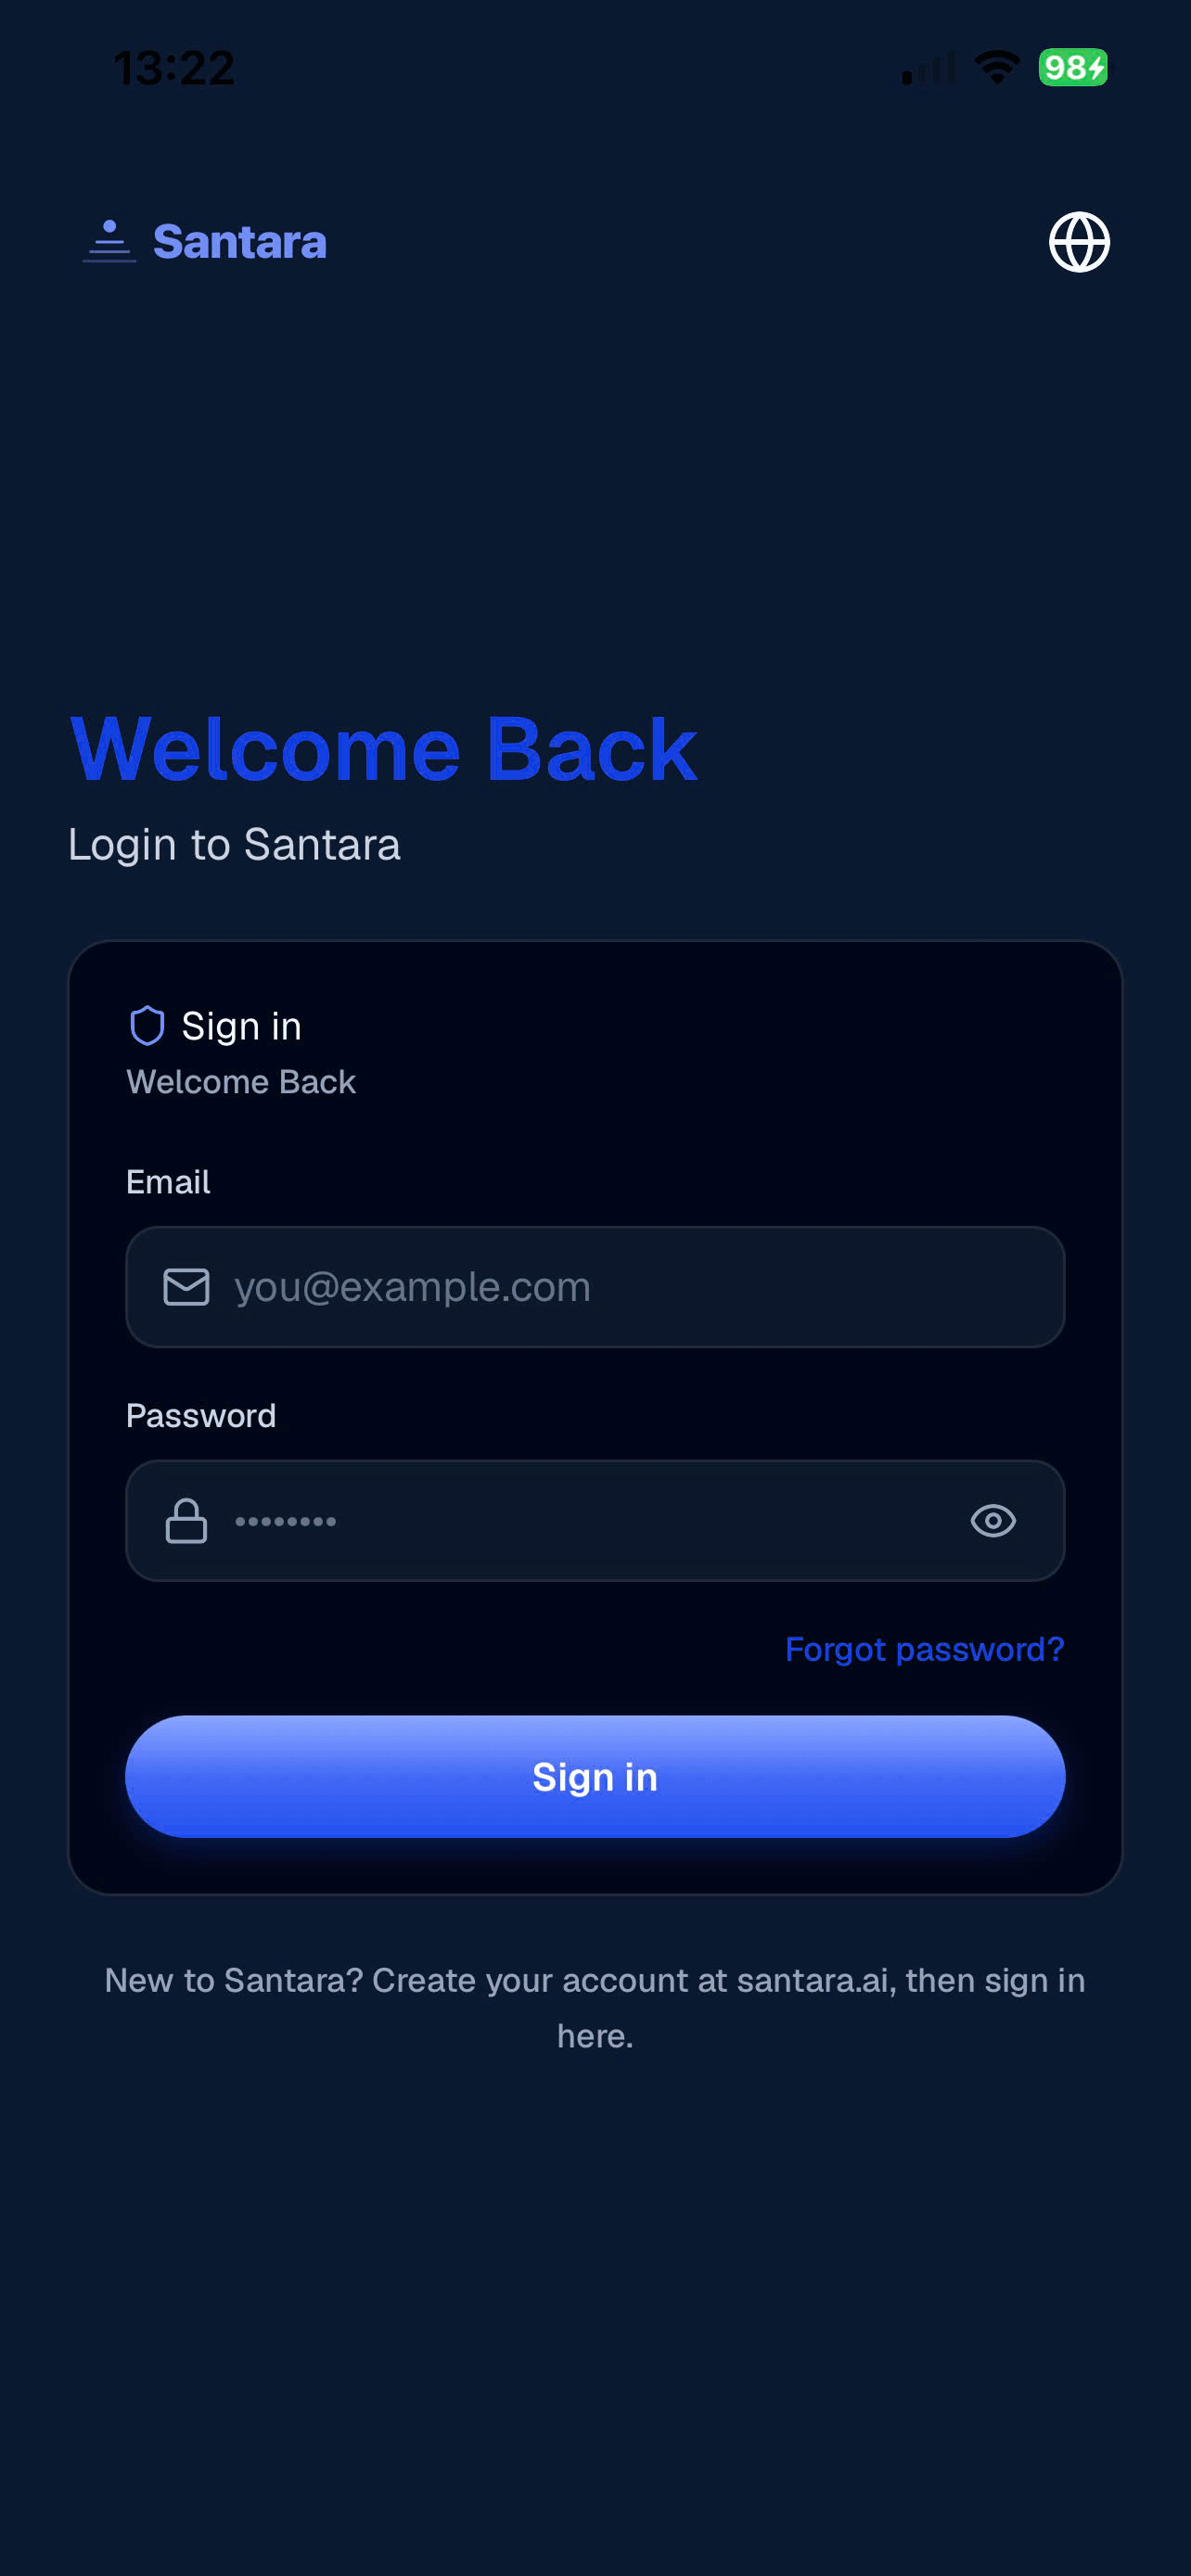 13:22
98
Santara
Welcome Back
Login to Santara
Sign in
Welcome Back
Email
you@example.com
Password
••••••••
Forgot password?
Sign in
New to Santara? Create your account at santara.ai, then sign in
here.